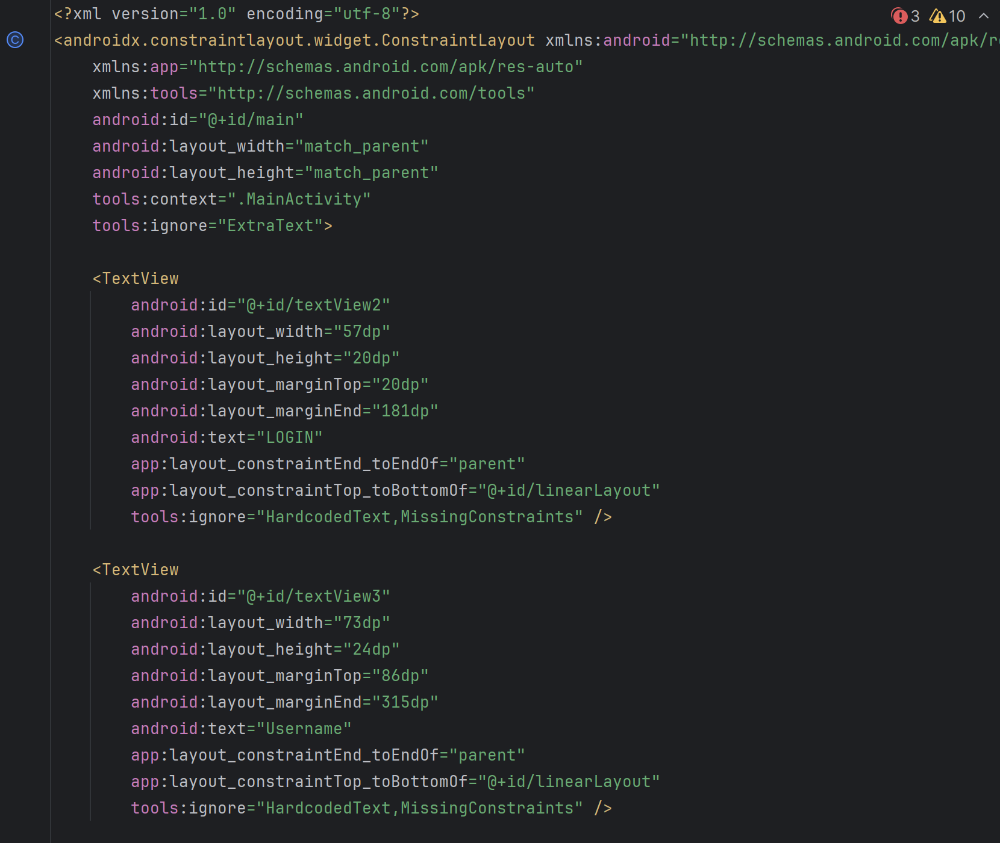 <?xml version="1.0" encoding="utf-8"?>
3 10
C
<androidx.constraintlayout.widget.ConstraintLayout xmlns:android="http://schemas.android.com/apk/r
    xmlns:app="http://schemas.android.com/apk/res-auto"
    xmlns:tools="http://schemas.android.com/tools"
    android:id="@+id/main"
    android:layout_width="match_parent"
    android:layout_height="match_parent"
    tools:context=".MainActivity"
    tools:ignore="ExtraText">
    <TextView
        android:id="@+id/textView2"
        android:layout_width="57dp"
        android:layout_height="20dp"
        android:layout_marginTop="20dp"
        android:layout_marginEnd="181dp"
        android:text="LOGIN"
        app:layout_constraintEnd_toEndOf="parent"
        app:layout_constraintTop_toBottomOf="@+id/linearLayout"
        tools:ignore="HardcodedText,MissingConstraints" />
    <TextView
        android:id="@+id/textView3"
        android:layout_width="73dp"
        android:layout_height="24dp"
        android:layout_marginTop="86dp"
        android:layout_marginEnd="315dp"
        android:text="Username"
        app:layout_constraintEnd_toEndOf="parent"
        app:layout_constraintTop_toBottomOf="@+id/linearLayout"
        tools:ignore="HardcodedText,MissingConstraints" />